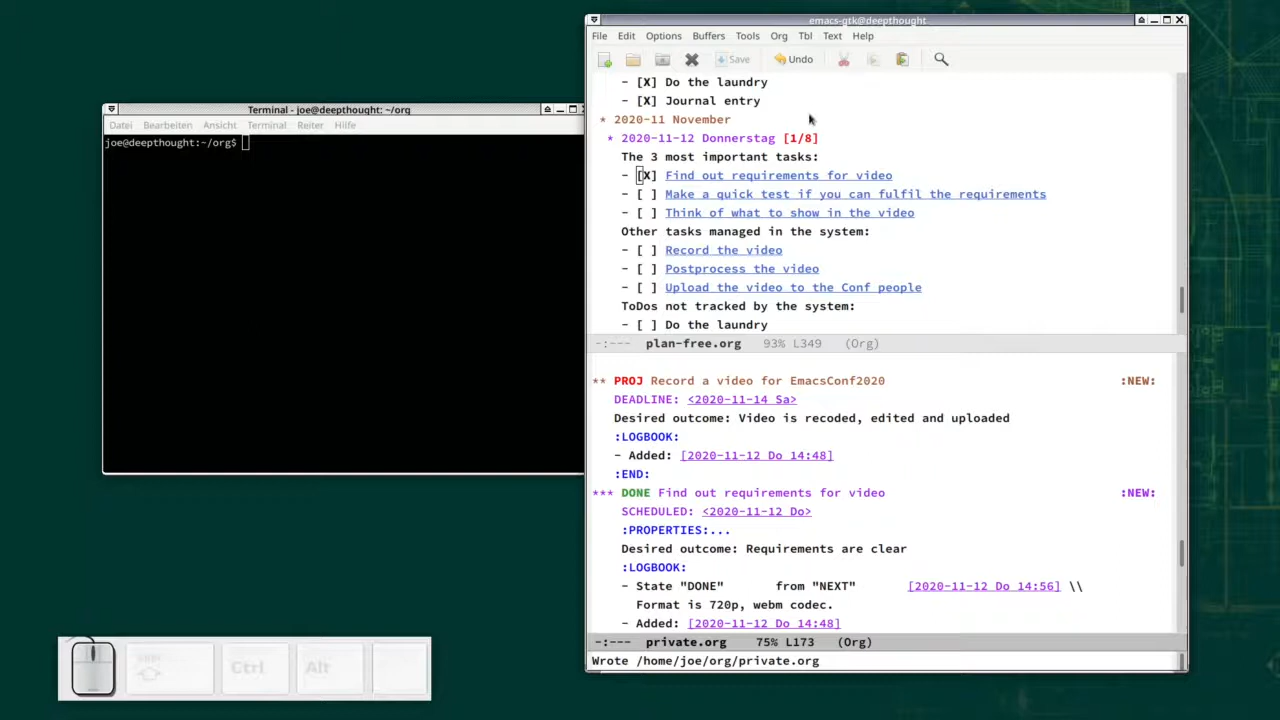 emacs-gtk@deepthought
File Edit Options Buffers Tools Org Tbl Text Help
Save Undo
- [X] Do the laundry
- [X] Journal entry
* 2020-11 November
* 2020-11-12 Donnerstag [1/8]
The 3 most important tasks:
- [X] Find out requirements for video
- [ ] Make a quick test if you can fulfil the requirements
- [ ] Think of what to show in the video
Other tasks managed in the system:
- [ ] Record the video
- [ ] Postprocess the video
- [ ] Upload the video to the Conf people
ToDos not tracked by the system:
- [ ] Do the laundry
-:--- plan-free.org 93% L349 (Org)
** PROJ Record a video for EmacsConf2020 :NEW:
DEADLINE: <2020-11-14 Sa>
Desired outcome: Video is recoded, edited and uploaded
:LOGBOOK:
- Added: [2020-11-12 Do 14:48]
:END:
*** DONE Find out requirements for video :NEW:
SCHEDULED: <2020-11-12 Do>
:PROPERTIES:...
Desired outcome: Requirements are clear
:LOGBOOK:
- State "DONE" from "NEXT" [2020-11-12 Do 14:56] \\
Format is 720p, webm codec.
- Added: [2020-11-12 Do 14:48]
-:--- private.org 75% L173 (Org)
Wrote /home/joe/org/private.org
Terminal - joe@deepthought: ~/org
Datei Bearbeiten Ansicht Terminal Reiter Hilfe
joe@deepthought:~/org$
Ctrl Alt